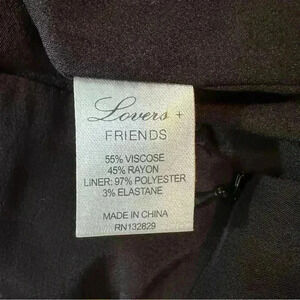 Lovers +
FRIENDS
55% VISCOSE
45% RAYON
LINER: 97% POLYESTER
3% ELASTANE
MADE IN CHINA
RN132829